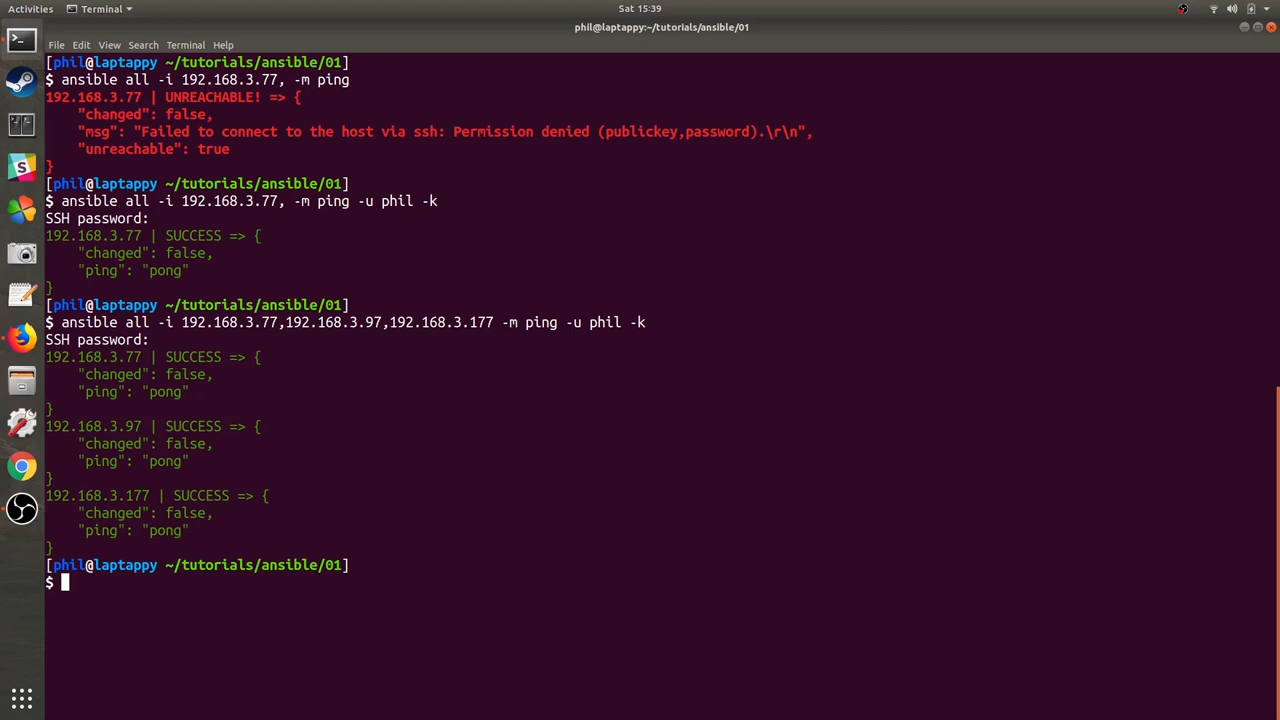 Activities Terminal Sat 15:39
phil@laptappy:~/tutorials/ansible/01
File Edit View Search Terminal Help
[phil@laptappy ~/tutorials/ansible/01]
$ ansible all -i 192.168.3.77, -m ping
192.168.3.77 | UNREACHABLE! => {
    "changed": false,
    "msg": "Failed to connect to the host via ssh: Permission denied (publickey,password).\r\n",
    "unreachable": true
}
[phil@laptappy ~/tutorials/ansible/01]
$ ansible all -i 192.168.3.77, -m ping -u phil -k
SSH password:
192.168.3.77 | SUCCESS => {
    "changed": false,
    "ping": "pong"
}
[phil@laptappy ~/tutorials/ansible/01]
$ ansible all -i 192.168.3.77,192.168.3.97,192.168.3.177 -m ping -u phil -k
SSH password:
192.168.3.77 | SUCCESS => {
    "changed": false,
    "ping": "pong"
}
192.168.3.97 | SUCCESS => {
    "changed": false,
    "ping": "pong"
}
192.168.3.177 | SUCCESS => {
    "changed": false,
    "ping": "pong"
}
[phil@laptappy ~/tutorials/ansible/01]
$